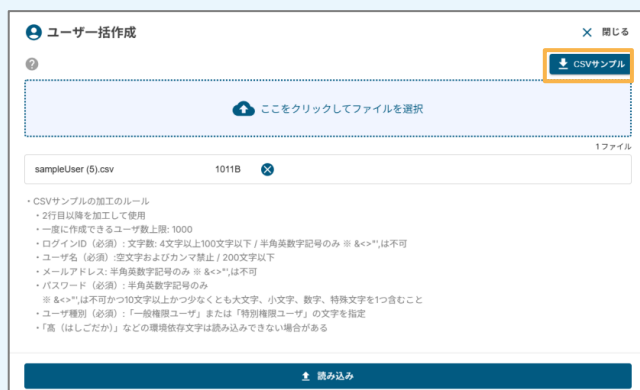 ユーザ一括作成
閉じる
?
CSVサンプル
ここをクリックしてファイルを選択
1ファイル
sampleUser (5).csv 1011B
・CSVサンプルの加工のルール
・2行目以降を加工して使用
・一度に作成できるユーザ数上限: 1000
・ログインID（必須）: 文字数: 4文字以上100文字以下 / 半角英数字記号のみ ※ &<>"',は不可
・ユーザ名（必須）:空文字およびカンマ禁止 / 200文字以下
・メールアドレス: 半角英数字記号のみ ※ &<>"',は不可
・パスワード（必須）: 半角英数字記号のみ
※ &<>"',は不可かつ10文字以上かつ少なくとも大文字、小文字、数字、特殊文字を1つ含むこと
・ユーザ種別（必須）:「一般権限ユーザ」または「特別権限ユーザ」の文字を指定
・「髙（はしごだか）」などの環境依存文字は読み込みできない場合がある
読み込み